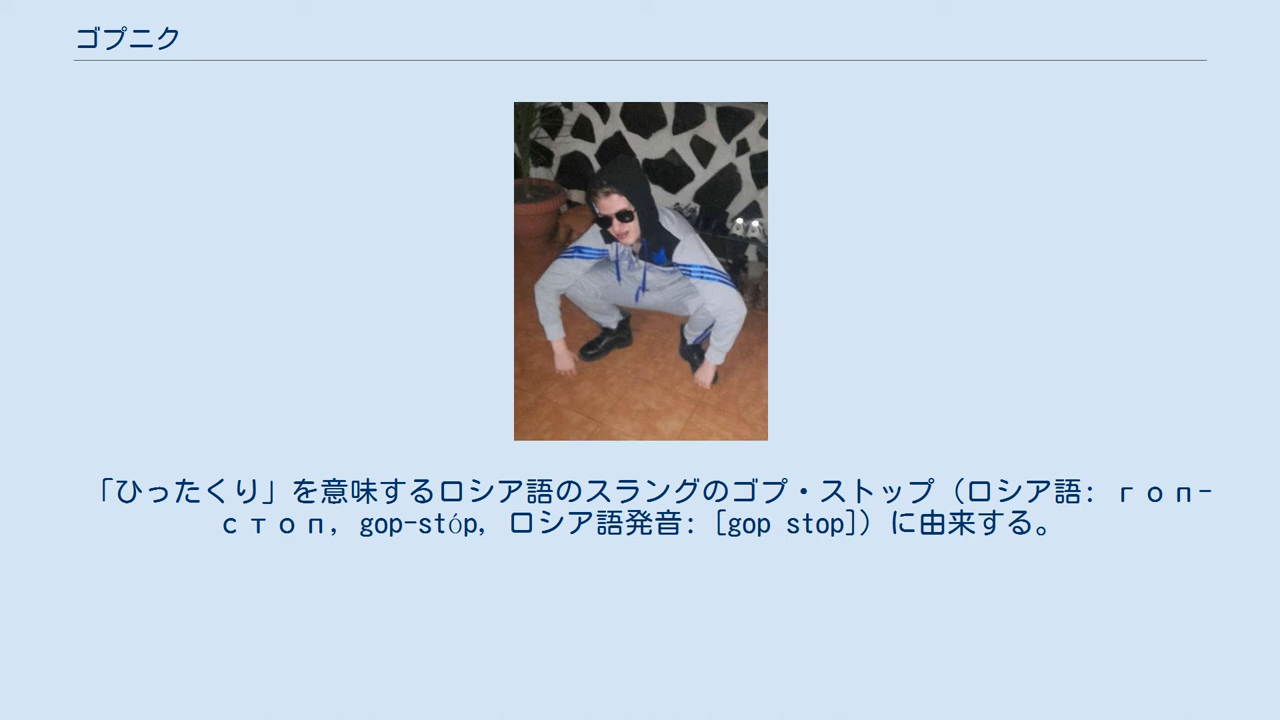 ゴプニク
「ひったくり」を意味するロシア語のスラングのゴプ・ストップ（ロシア語: гоп-
стоп, gop-stóp, ロシア語発音: [gop stop]）に由来する。